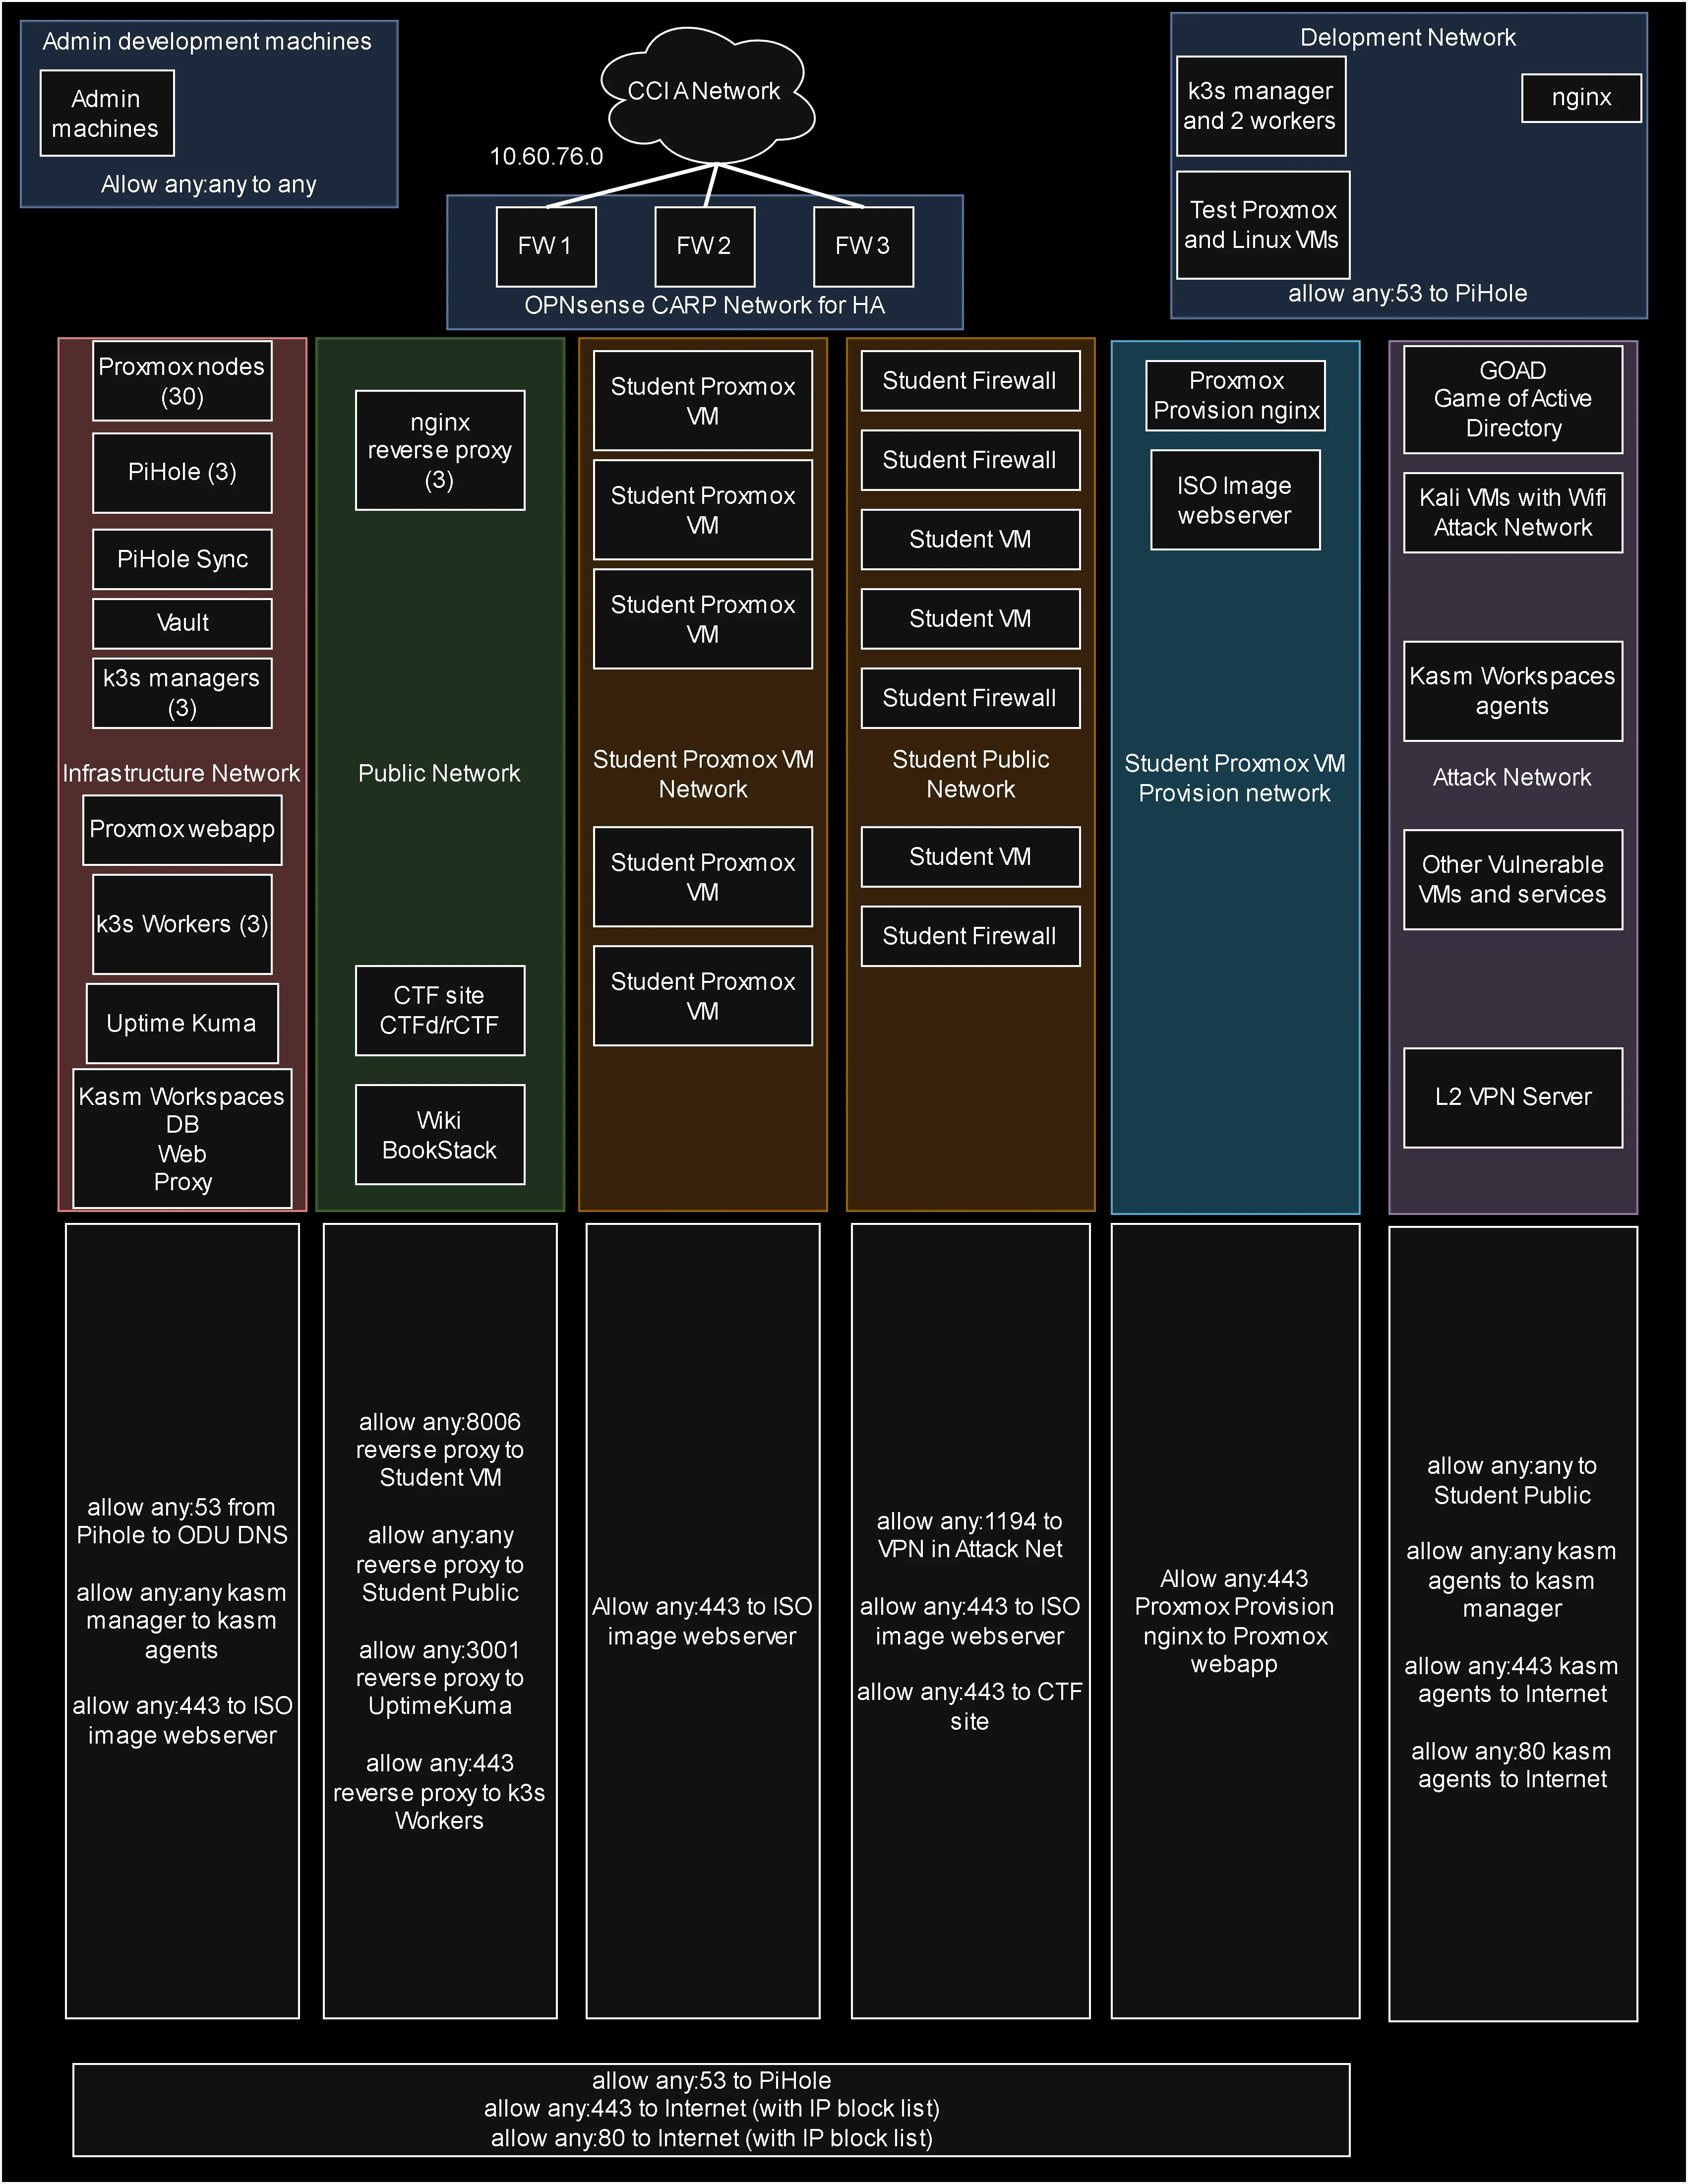 Admin development machines
Admin
machines
Allow any:any to any
CCIA Network
10.60.76.0
FW1
FW2
FW3
OPNsense CARP Network for HA
Delopment Network
k3s manager
and 2 workers
nginx
Test Proxmox
and Linux VMs
allow any:53 to PiHole
Proxmox nodes
(30)
PiHole (3)
PiHole Sync
Vault
k3s managers
(3)
Infrastructure Network
Proxmox webapp
k3s Workers (3)
Uptime Kuma
Kasm Workspaces
DB
Web
Proxy
nginx
reverse proxy
(3)
Public Network
CTF site
CTFd/rCTF
Wiki
BookStack
Student Proxmox
VM
Student Proxmox
VM
Student Proxmox
VM
Student Proxmox VM
Network
Student Proxmox
VM
Student Proxmox
VM
Student Firewall
Student Firewall
Student VM
Student VM
Student Firewall
Student Public
Network
Student VM
Student Firewall
Proxmox
Provision nginx
ISO Image
webserver
Student Proxmox VM
Provision network
GOAD
Game of Active
Directory
Kali VMs with Wifi
Attack Network
Kasm Workspaces
agents
Attack Network
Other Vulnerable
VMs and services
L2 VPN Server
allow any:53 from
Pihole to ODU DNS
allow any:any kasm
manager to kasm
agents
allow any:443 to ISO
image webserver
allow any:8006
reverse proxy to
Student VM
allow any:any
reverse proxy to
Student Public
allow any:3001
reverse proxy to
UptimeKuma
allow any:443
reverse proxy to k3s
Workers
Allow any:443 to ISO
image webserver
allow any:1194 to
VPN in Attack Net
allow any:443 to ISO
image webserver
allow any:443 to CTF
site
Allow any:443
Proxmox Provision
nginx to Proxmox
webapp
allow any:any to
Student Public
allow any:any kasm
agents to kasm
manager
allow any:443 kasm
agents to Internet
allow any:80 kasm
agents to Internet
allow any:53 to PiHole
allow any:443 to Internet (with IP block list)
allow any:80 to Internet (with IP block list)